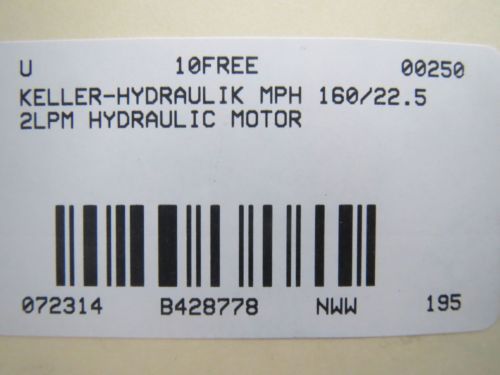 U 10FREE 00250
KELLER-HYDRAULIK MPH 160/22.5
2LPM HYDRAULIC MOTOR
072314 B428778 NWW 195